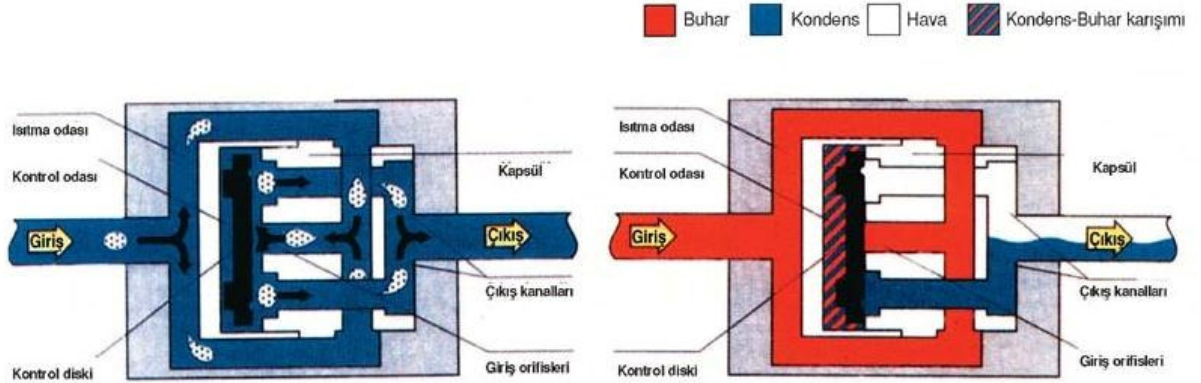 Buhar Kondens Hava Kondens-Buhar karışımı
Isıtma odası
Kontrol odası
Giriş
Kontrol diski
Kapsül
Çıkış
Çıkış kanalları
Giriş orifisleri
Isıtma odası
Kontrol odası
Giriş
Kontrol diski
Kapsül
Çıkış
Çıkış kanalları
Giriş orifisleri